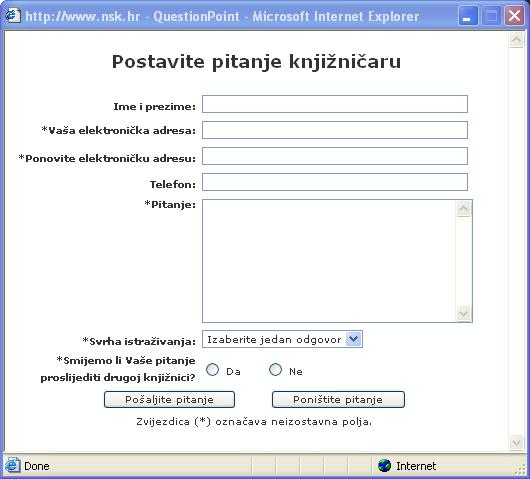 http://www.nsk.hr - QuestionPoint - Microsoft Internet Explorer
Postavite pitanje knjižničaru
Ime i prezime:
*Vaša elektronička adresa:
*Ponovite elektroničku adresu:
Telefon:
*Pitanje:
*Svrha istraživanja: Izaberite jedan odgovor
*Smijemo li Vaše pitanje
proslijediti drugoj knjižnici? Da Ne
Pošaljite pitanje Poništite pitanje
Zvijezdica (*) označava neizostavna polja.
Done Internet